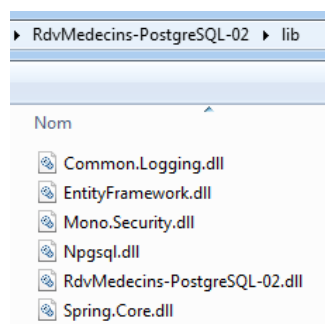 RdvMedecins-PostgreSQL-02 ▸ lib
Nom
Common.Logging.dll
EntityFramework.dll
Mono.Security.dll
Npgsql.dll
RdvMedecins-PostgreSQL-02.dll
Spring.Core.dll